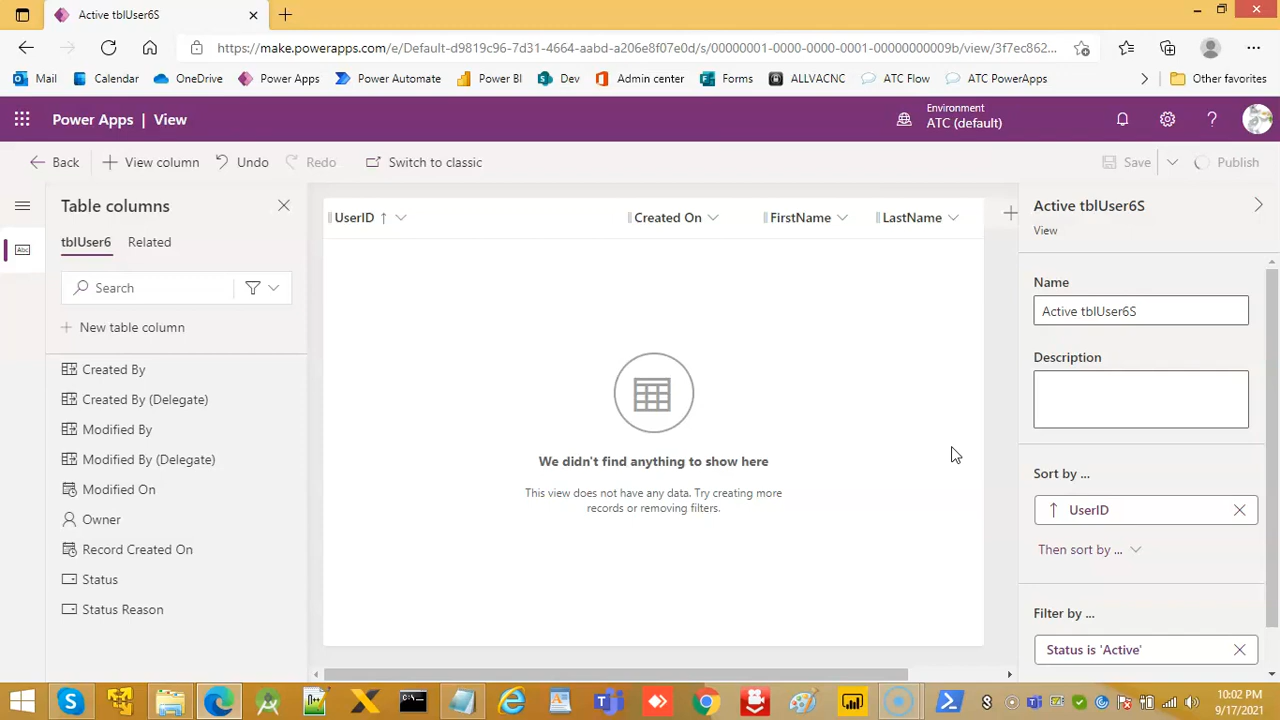 Active tblUser6S
https://make.powerapps.com/e/Default-d9819c96-7d31-4664-aabd-a206e8f07e0d/s/00000001-0000-0000-0001-00000000009b/view/3f7ec862...
Mail
Calendar
OneDrive
Power Apps
Power Automate
Power BI
Dev
Admin center
Forms
ALLVACNC
ATC Flow
ATC PowerApps
Other favorites
Power Apps | View
Environment
ATC (default)
Back
View column
Undo
Redo
Switch to classic
Save
Publish
Table columns
tblUser6
Related
Search
New table column
Abc
Created By
Created By (Delegate)
Modified By
Modified By (Delegate)
Modified On
Owner
Record Created On
Status
Status Reason
UserID
Created On
FirstName
LastName
We didn't find anything to show here
This view does not have any data. Try creating more
records or removing filters.
Active tblUser6S
View
Name
Active tblUser6S
Description
Sort by ...
UserID
Then sort by ...
Filter by ...
Status is 'Active'
10:02 PM
9/17/2021